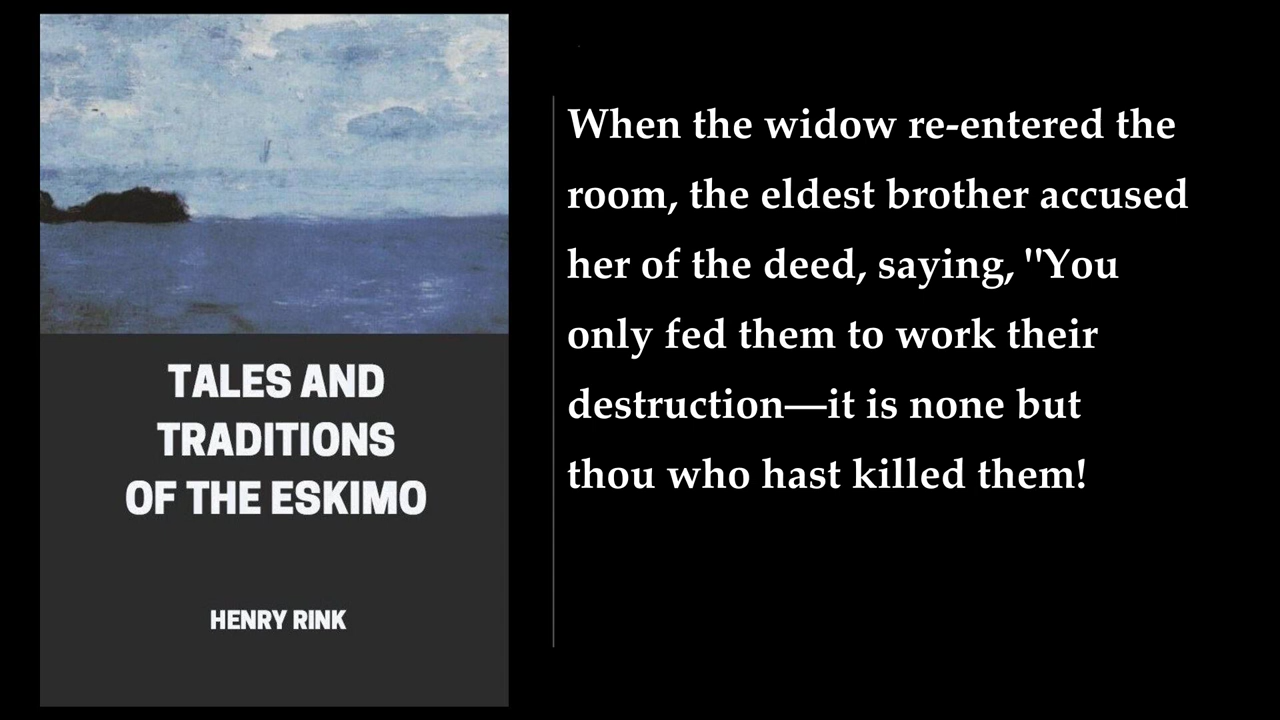 TALES AND
TRADITIONS
OF THE ESKIMO
HENRY RINK
When the widow re-entered the
room, the eldest brother accused
her of the deed, saying, "You
only fed them to work their
destruction—it is none but
thou who hast killed them!